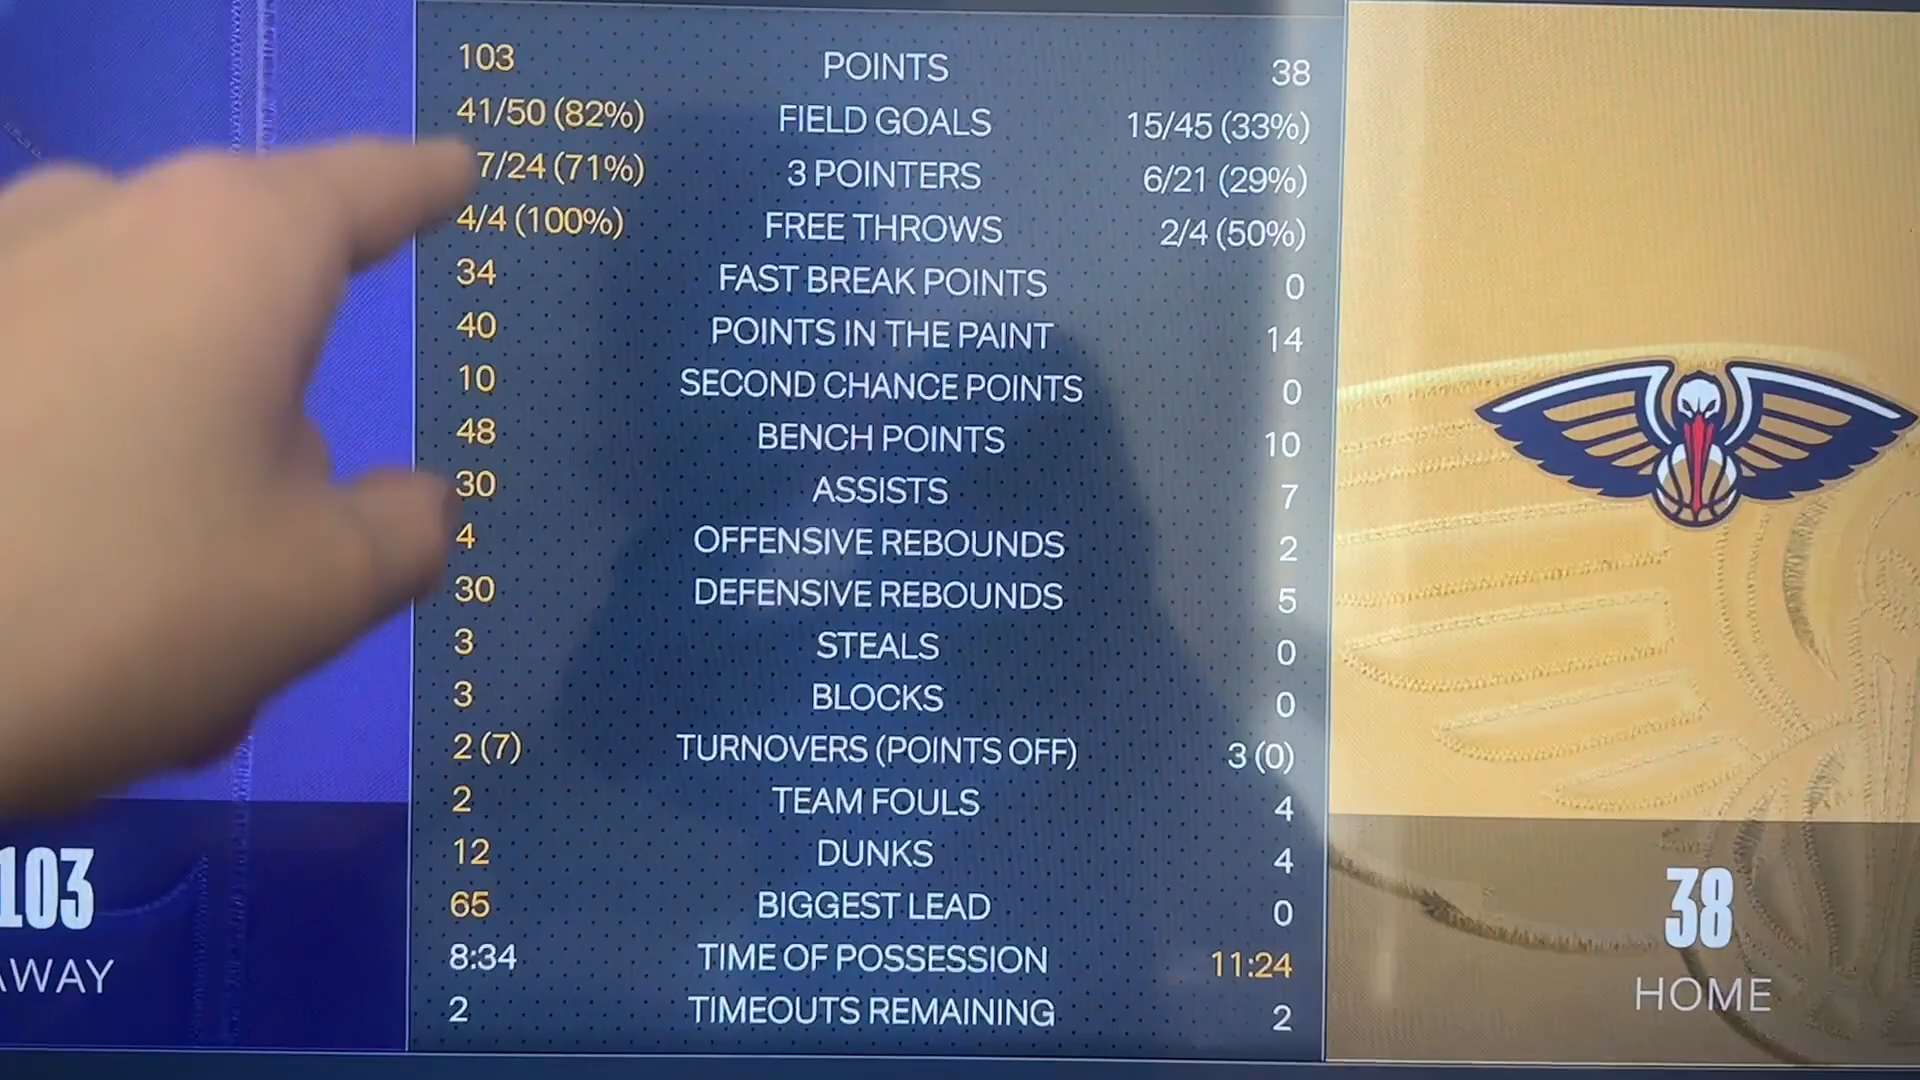 103 POINTS 38
41/50 (82%) FIELD GOALS 15/45 (33%)
7/24 (71%) 3 POINTERS 6/21 (29%)
4/4 (100%) FREE THROWS 2/4 (50%)
34 FAST BREAK POINTS 0
40 POINTS IN THE PAINT 14
10 SECOND CHANCE POINTS 0
48 BENCH POINTS 10
30 ASSISTS 7
4 OFFENSIVE REBOUNDS 2
30 DEFENSIVE REBOUNDS 5
3 STEALS 0
3 BLOCKS 0
2 (7) TURNOVERS (POINTS OFF) 3 (0)
2 TEAM FOULS 4
12 DUNKS 4
65 BIGGEST LEAD 0
8:34 TIME OF POSSESSION 11:24
2 TIMEOUTS REMAINING 2
103
AWAY
38
HOME